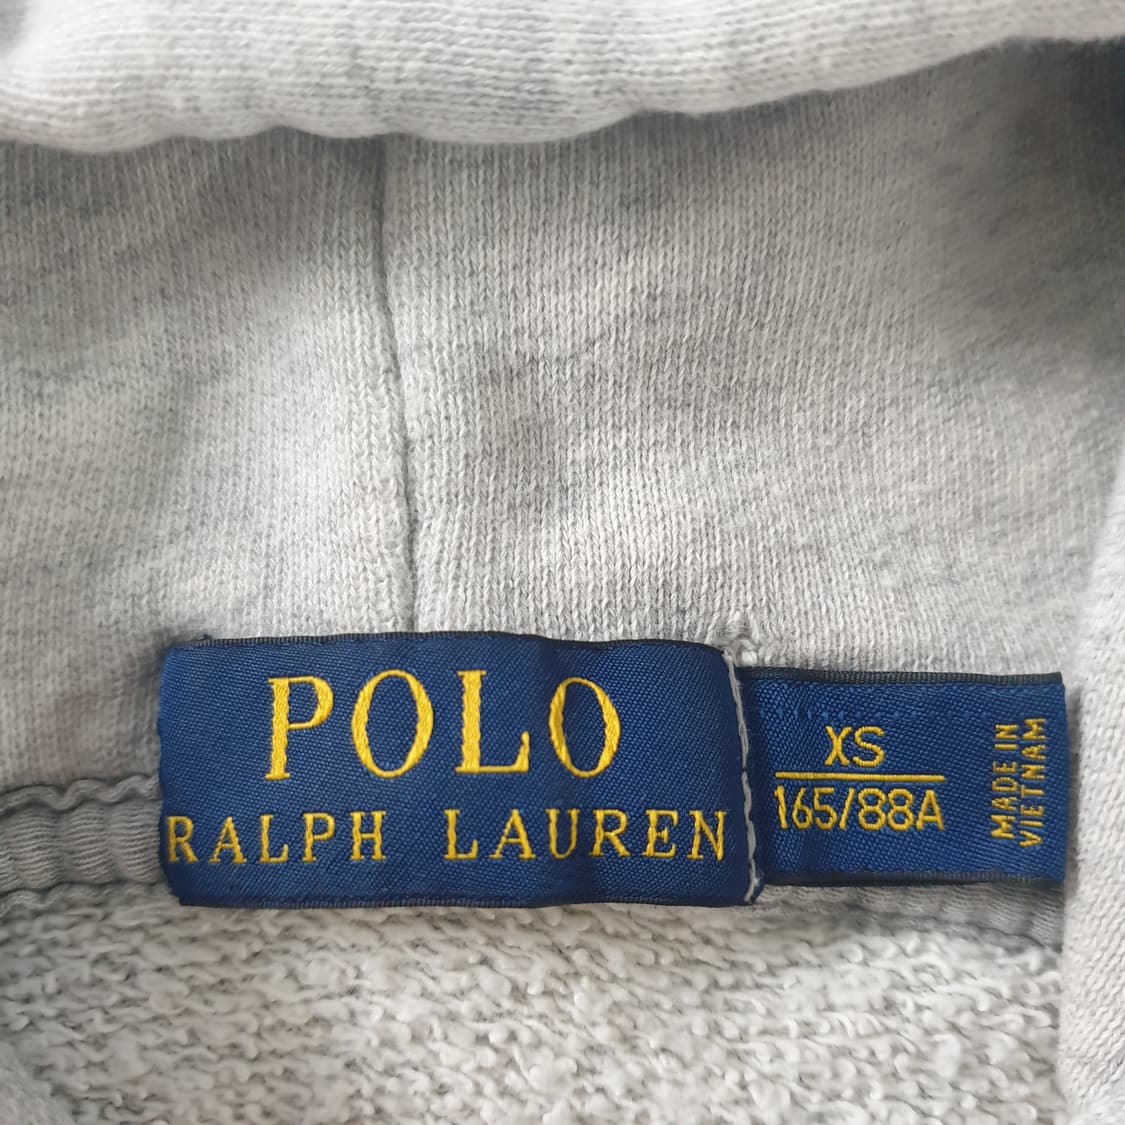 POLO
RALPH LAUREN
XS
165/88A
MADE IN
VIETNAM